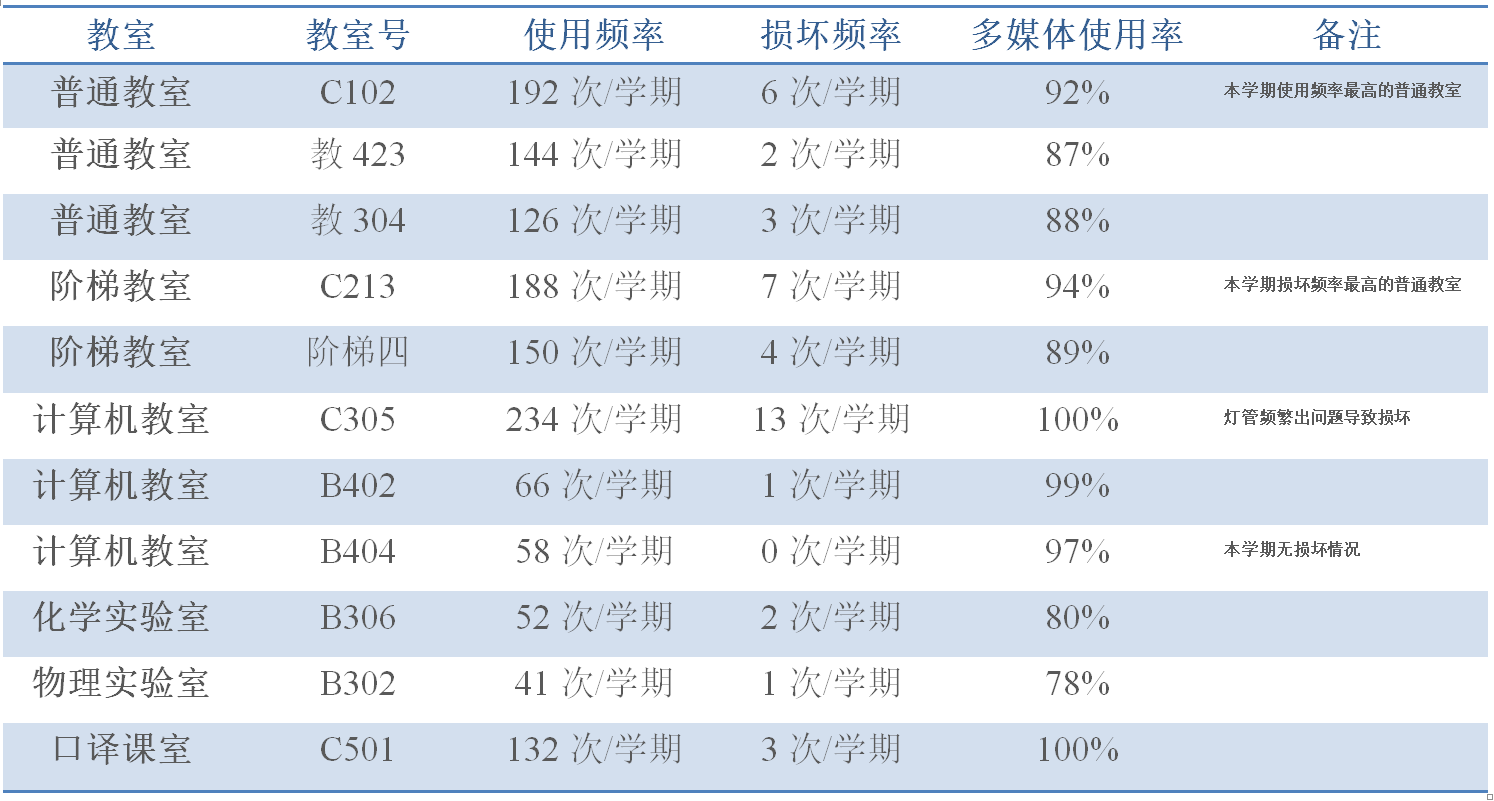 教室 教室号 使用频率 损坏频率 多媒体使用率 备注
普通教室 C102 192 次/学期 6 次/学期 92% 本学期使用频率最高的普通教室
普通教室 教 423 144 次/学期 2 次/学期 87%
普通教室 教 304 126 次/学期 3 次/学期 88%
阶梯教室 C213 188 次/学期 7 次/学期 94% 本学期损坏频率最高的普通教室
阶梯教室 阶梯四 150 次/学期 4 次/学期 89%
计算机教室 C305 234 次/学期 13 次/学期 100% 灯管频繁出问题导致损坏
计算机教室 B402 66 次/学期 1 次/学期 99%
计算机教室 B404 58 次/学期 0 次/学期 97% 本学期无损坏情况
化学实验室 B306 52 次/学期 2 次/学期 80%
物理实验室 B302 41 次/学期 1 次/学期 78%
口译课室 C501 132 次/学期 3 次/学期 100%